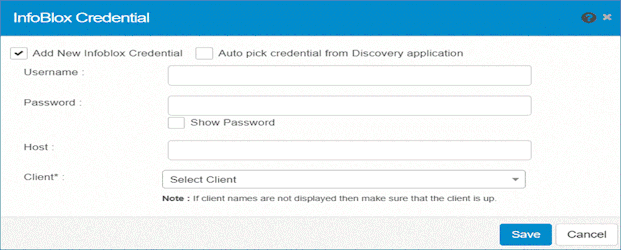 InfoBlox Credential
Add New Infoblox Credential Auto pick credential from Discovery application
Username :
Password :
Show Password
Host :
Client* : Select Client
Note : If client names are not displayed then make sure that the client is up.
Save Cancel